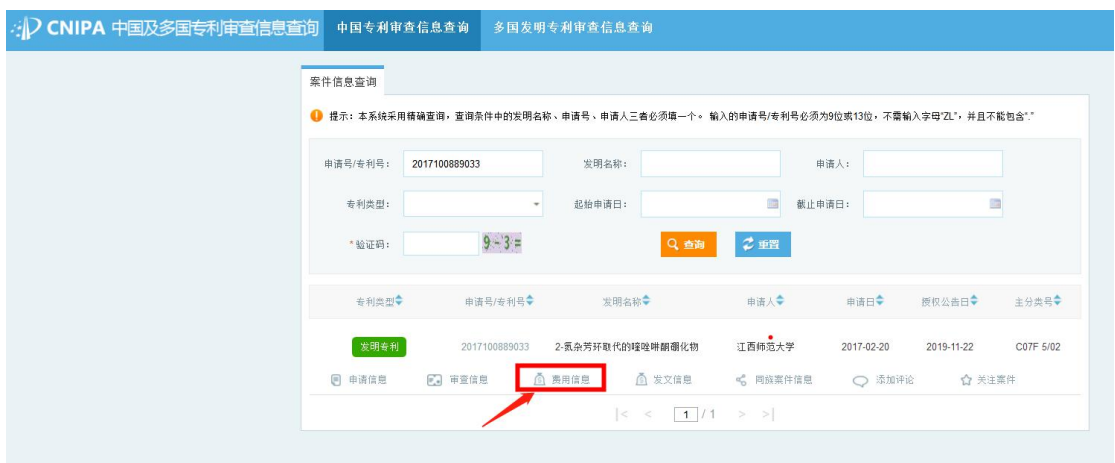 CNIPA 中国及多国专利审查信息查询 中国专利审查信息查询 多国发明专利审查信息查询
案件信息查询
提示：本系统采用精确查询，查询条件中的发明名称、申请号、申请人三者必须填一个。 输入的申请号/专利号必须为9位或13位，不需输入字母"ZL"，并且不能包含"."
申请号/专利号： 2017100889033 发明名称： 申请人：
专利类型： 起始申请日： 截止申请日：
*验证码： 9-3= 查询 重置
专利类型 申请号/专利号 发明名称 申请人 申请日 授权公告日 主分类号
发明专利 2017100889033 2-氮杂芳环取代的喹唑啉酮硼化物 江西师范大学 2017-02-20 2019-11-22 C07F 5/02
申请信息 审查信息 费用信息 发文信息 同族案件信息 添加评论 关注案件
|< < 1 / 1 > >|